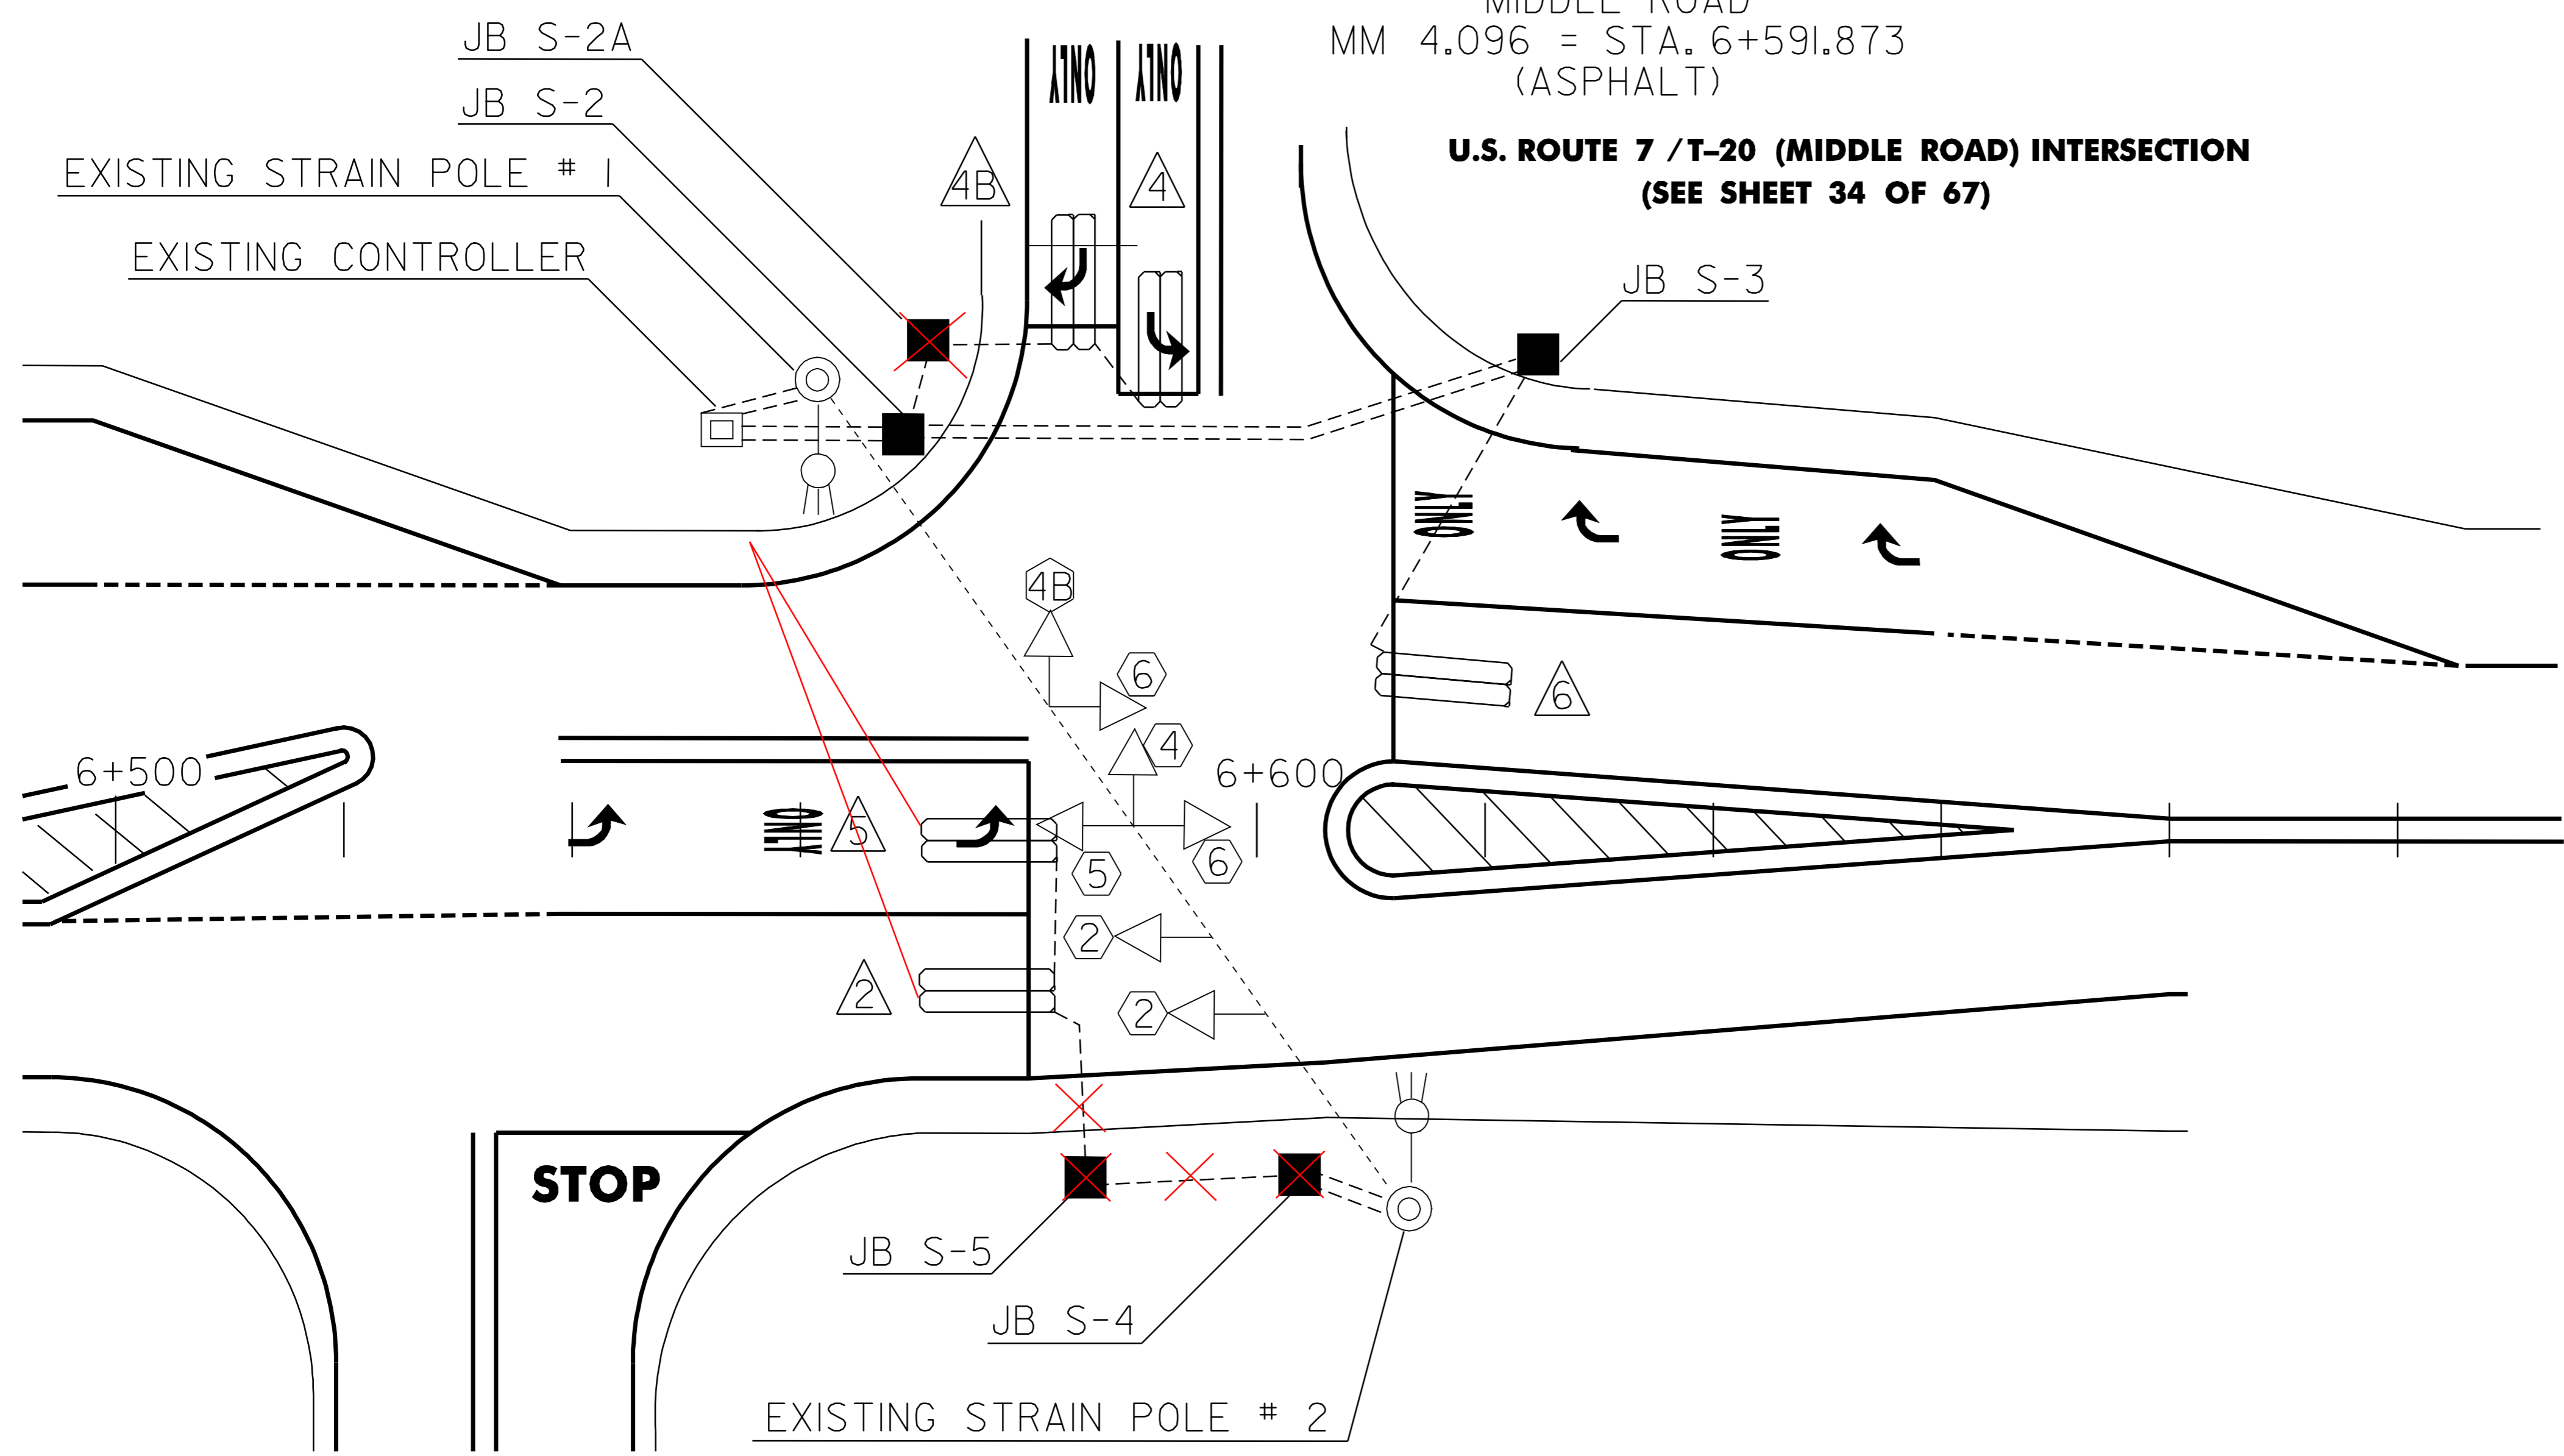 MIDDLE ROAD
MM 4.096 = STA. 6+591.873
(ASPHALT)
U.S. ROUTE 7 / T-20 (MIDDLE ROAD) INTERSECTION
(SEE SHEET 34 OF 67)
JB S-2A
JB S-2
EXISTING STRAIN POLE # 1
EXISTING CONTROLLER
ONLY
ONLY
4B
4
JB S-3
ONLY
ONLY
4B
6
6
4
6+500
6+600
ONLY
5
5
6
2
2
2
STOP
JB S-5
JB S-4
EXISTING STRAIN POLE # 2